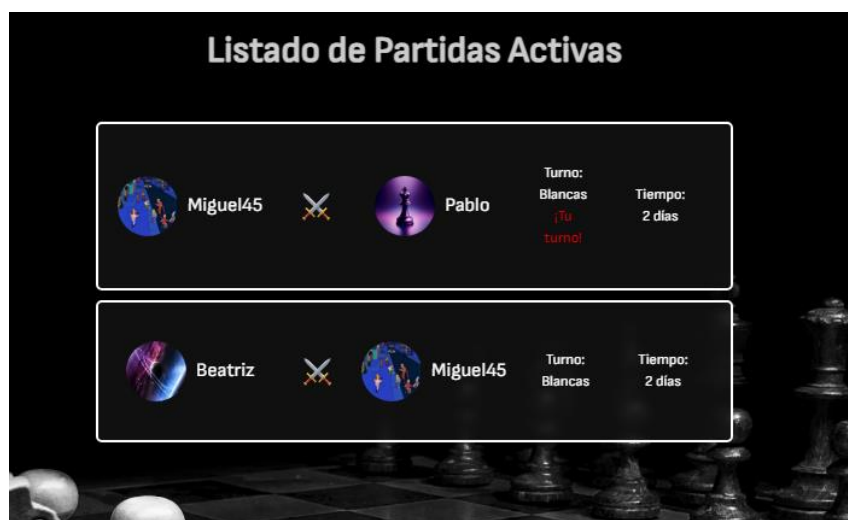 Listado de Partidas Activas
Miguel45
Pablo
Turno:
Blancas
¡Tu
turno!
Tiempo:
2 días
Beatriz
Miguel45
Turno:
Blancas
Tiempo:
2 días